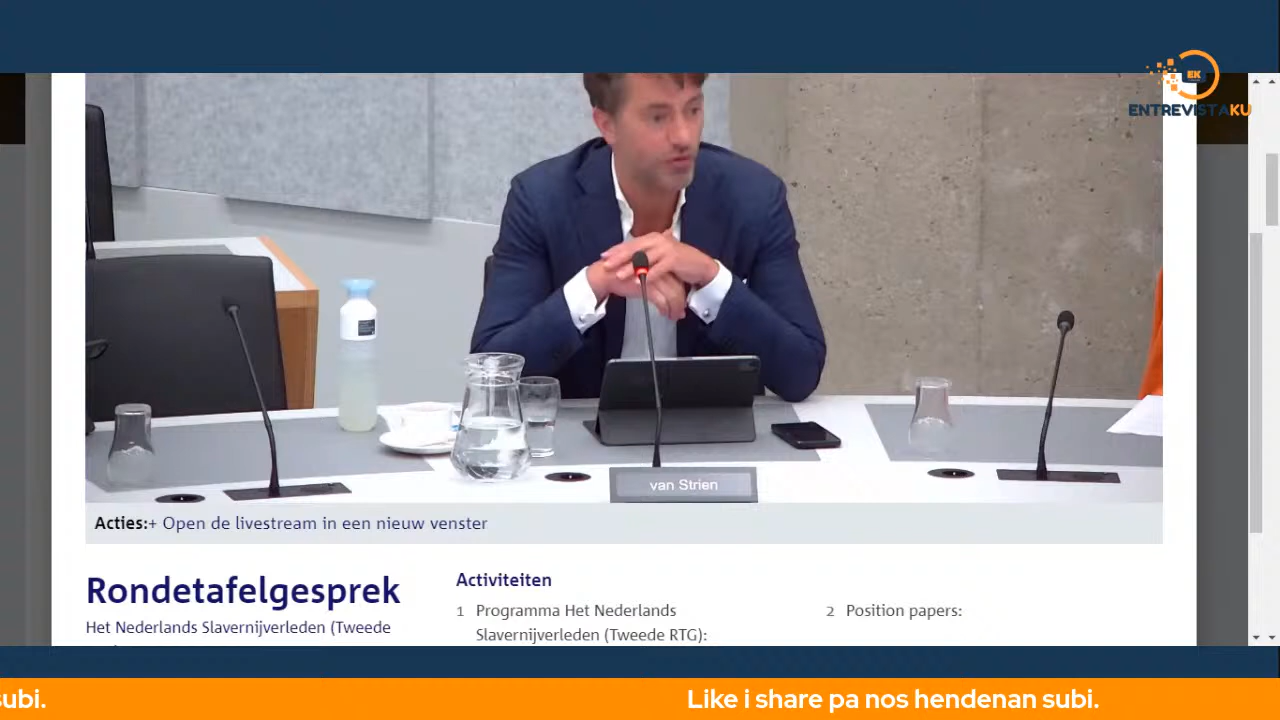 EK
ENTREVISTAKU
van Strien
Acties:+ Open de livestream in een nieuw venster
Rondetafelgesprek
Het Nederlands Slavernijverleden (Tweede
Activiteiten
1 Programma Het Nederlands
Slavernijverleden (Tweede RTG):
2 Position papers:
subi.
Like i share pa nos hendenan subi.